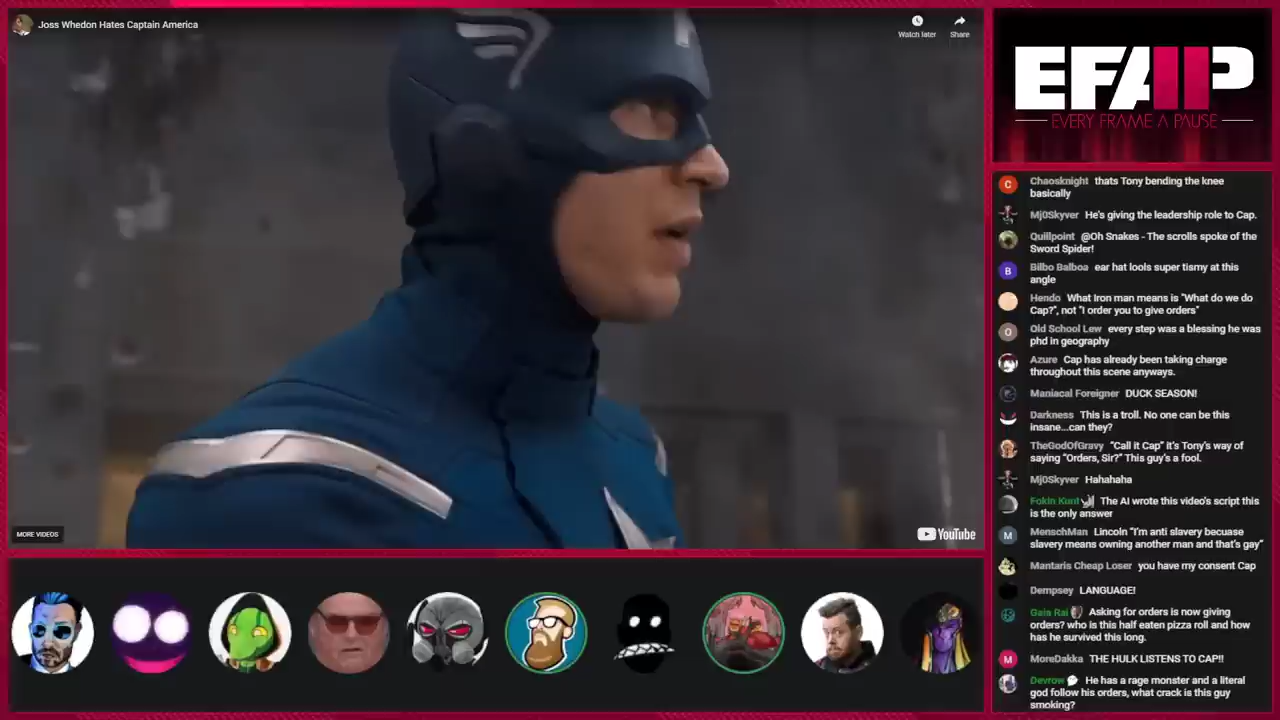 Joss Whedon Hates Captain America
Watch later
Share
MORE VIDEOS
YouTube
EFAP
EVERY FRAME A PAUSE
C
Chaosknight thats Tony bending the knee
basically
Mj0Skyver He's giving the leadership role to Cap.
Quillpoint @Oh Snakes - The scrolls spoke of the
Sword Spider!
B
Bilbo Balboa ear hat lools super tismy at this
angle
Hendo What Iron man means is "What do we do
Cap?", not "I order you to give orders"
O
Old School Lew every step was a blessing he was
phd in geography
Azure Cap has already been taking charge
throughout this scene anyways.
Maniacal Foreigner DUCK SEASON!
Darkness This is a troll. No one can be this
insane...can they?
TheGodOfGravy “Call it Cap” it’s Tony’s way of
saying “Orders, Sir?” This guy’s a fool.
Mj0Skyver Hahahaha
Fokin Kunt The AI wrote this video's script this
is the only answer
M
MenschMan Lincoln “I’m anti slavery becuase
slavery means owning another man and that’s gay”
Mantaris Cheap Loser you have my consent Cap
Dempsey LANGUAGE!
Gain Rai Asking for orders is now giving
orders? who is this half eaten pizza roll and how
has he survived this long.
M
MoreDakka THE HULK LISTENS TO CAP!!
Devrow He has a rage monster and a literal
god follow his orders, what crack is this guy
smoking?